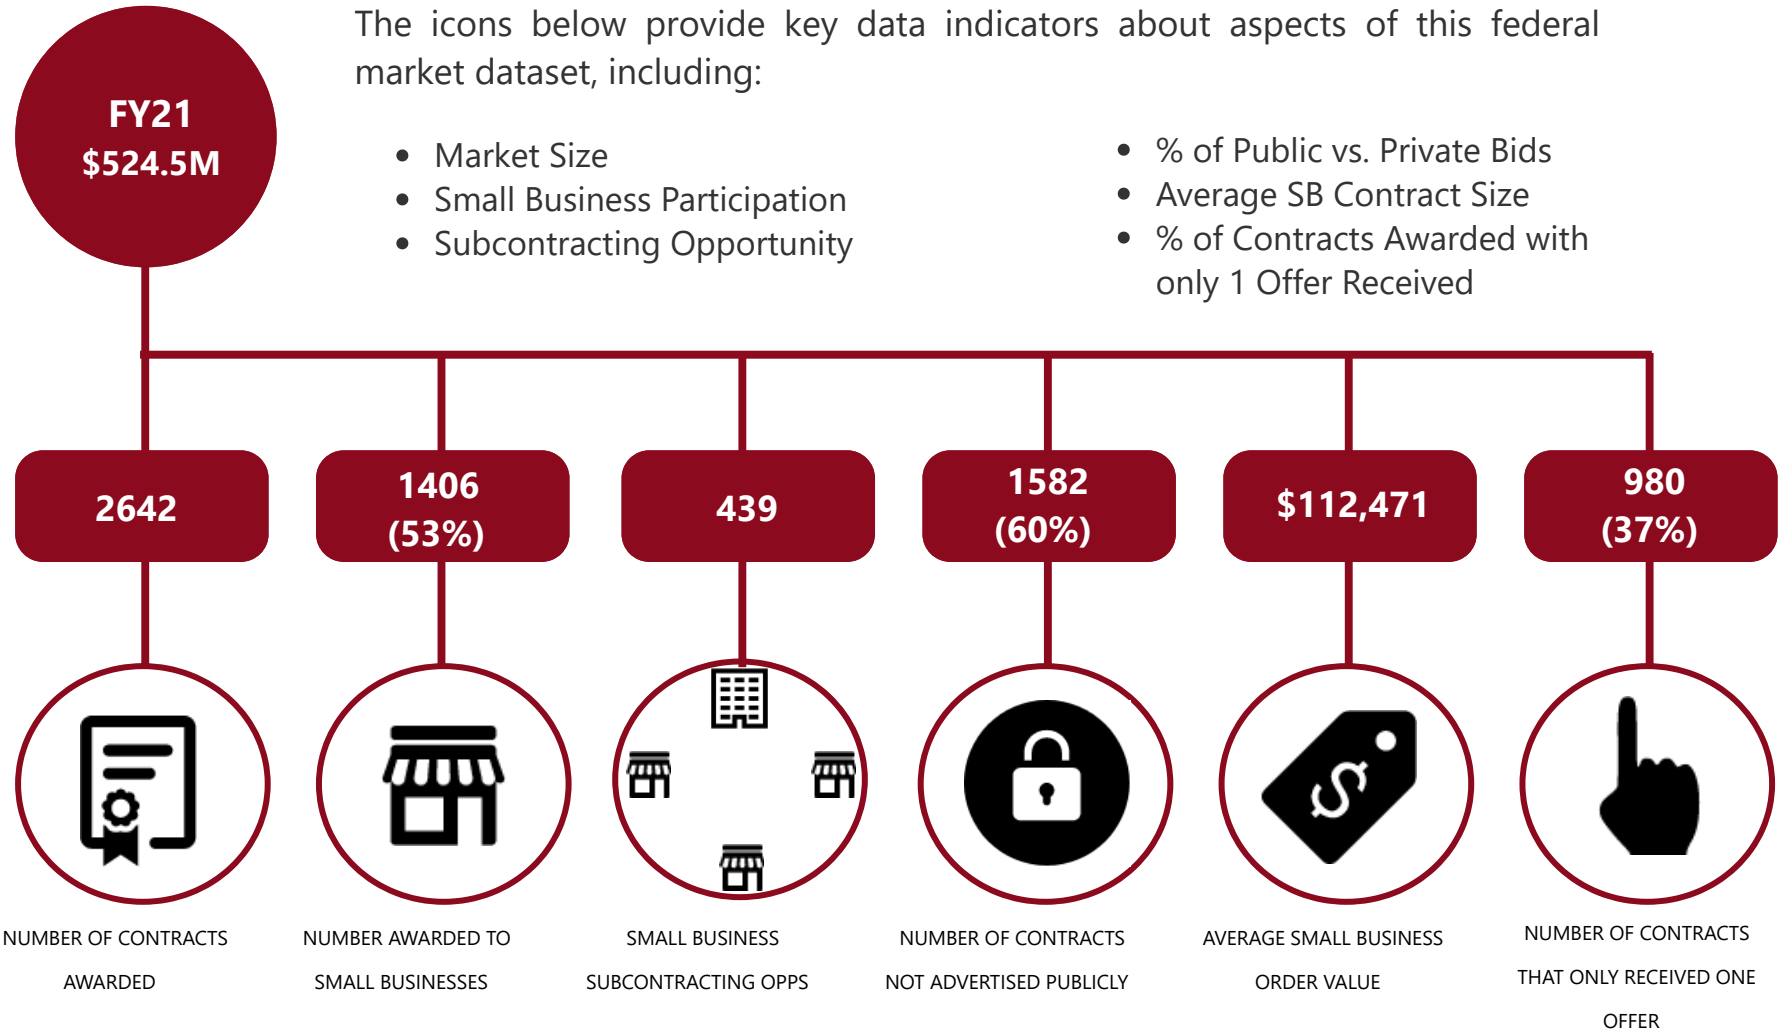 The icons below provide key data indicators about aspects of this federal
market dataset, including:
FY21
$524.5M
• Market Size
• Small Business Participation
• Subcontracting Opportunity
• % of Public vs. Private Bids
• Average SB Contract Size
• % of Contracts Awarded with
only 1 Offer Received
2642
1406
(53%)
439
1582
(60%)
$112,471
980
(37%)
$
NUMBER OF CONTRACTS
AWARDED
NUMBER AWARDED TO
SMALL BUSINESSES
SMALL BUSINESS
SUBCONTRACTING OPPS
NUMBER OF CONTRACTS
NOT ADVERTISED PUBLICLY
AVERAGE SMALL BUSINESS
ORDER VALUE
NUMBER OF CONTRACTS
THAT ONLY RECEIVED ONE
OFFER